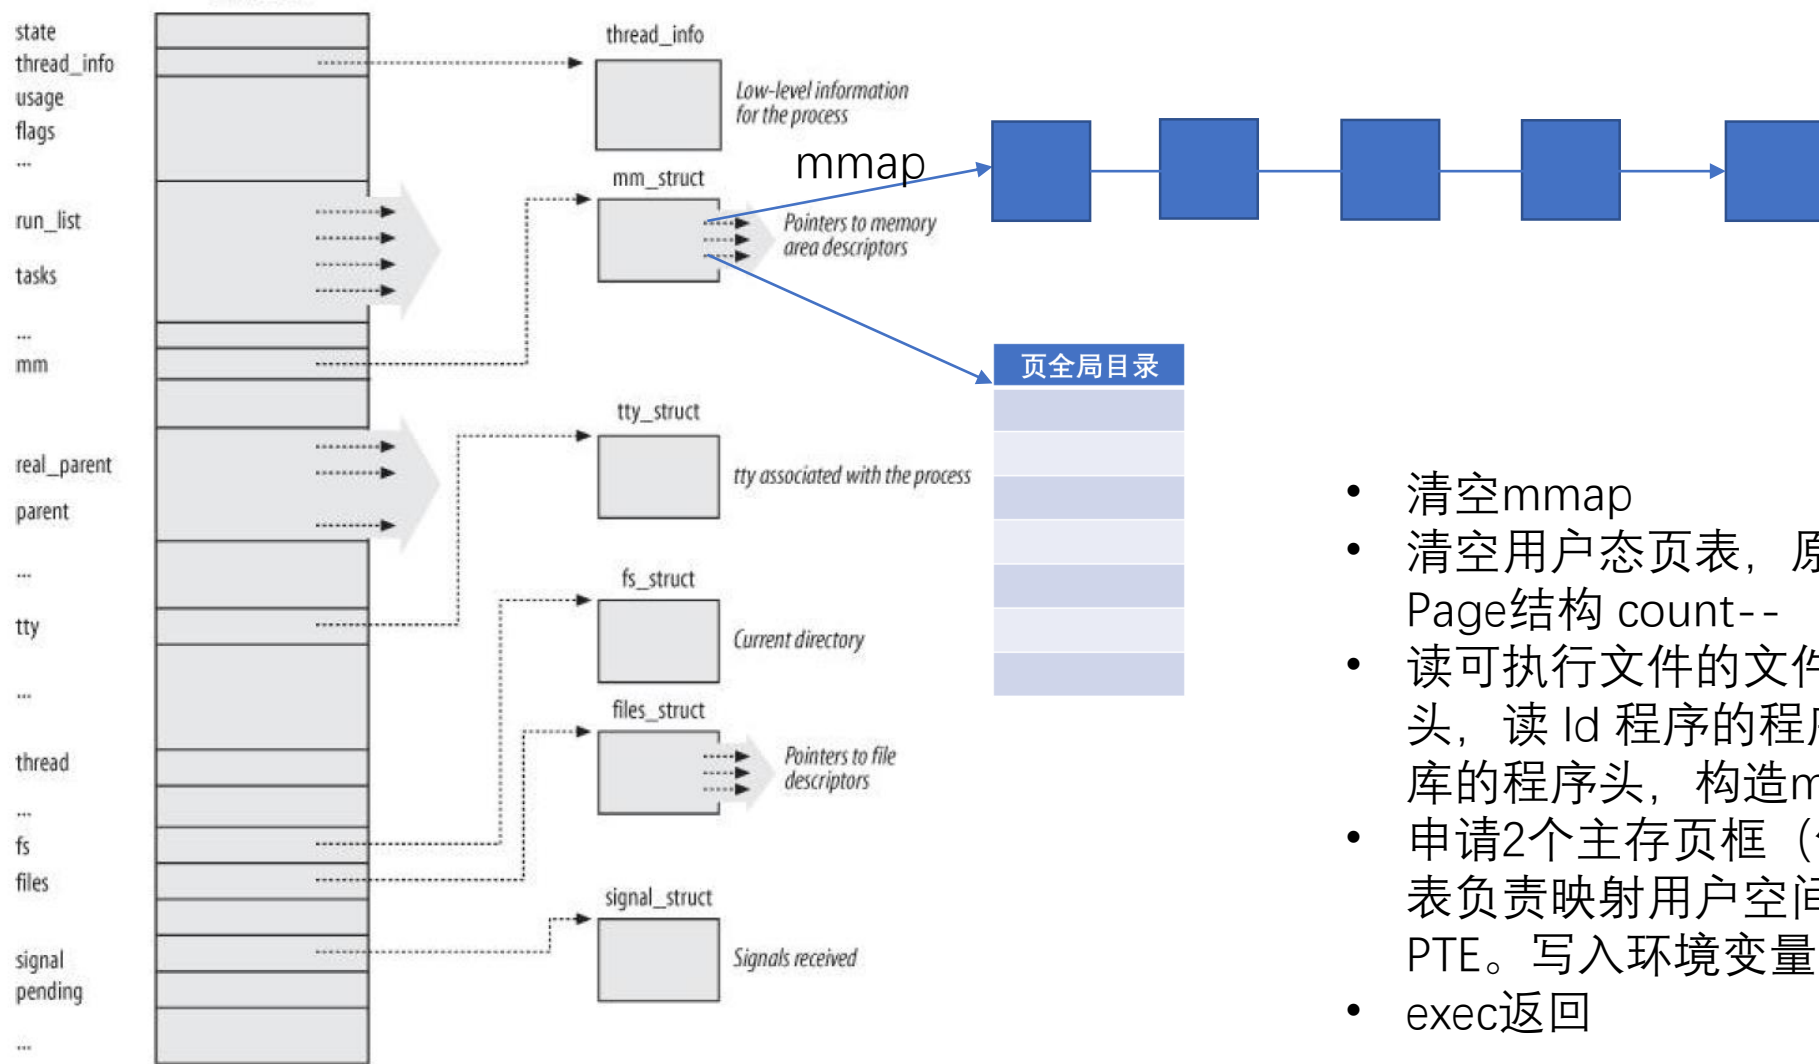 state
thread_info
usage
flags
...
run_list
tasks
...
mm
real_parent
parent
...
tty
...
thread
...
fs
files
signal
pending
...
thread_info
Low-level information
for the process
mm_struct
Pointers to memory
area descriptors
tty_struct
tty associated with the process
fs_struct
Current directory
files_struct
Pointers to file
descriptors
signal_struct
Signals received
mmap
页全局目录
• 清空mmap
• 清空用户态页表，原
Page结构 count--
• 读可执行文件的文件
头，读 ld 程序的程序
库的程序头，构造m
• 申请2个主存页框（
表负责映射用户空间
PTE。写入环境变量
• exec返回